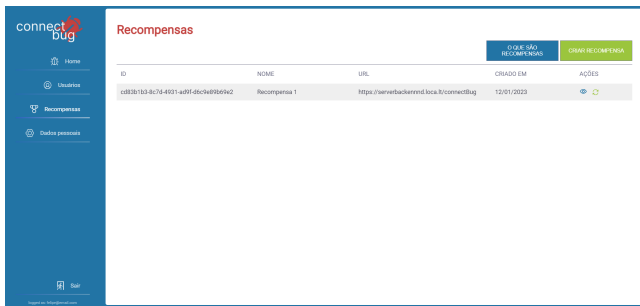 connect
bug
Home
Usuários
Recompensas
Dados pessoais
Sair
Recompensas
O QUE SÃO
RECOMPENSAS
CRIAR RECOMPENSA
ID NOME URL CRIADO EM AÇÕES
cd83b1b3-8c7d-4931-ad9f-d6c9e89b69e2 Recompensa 1 https://serverbackennnd.loca.lt/connectBug 12/01/2023